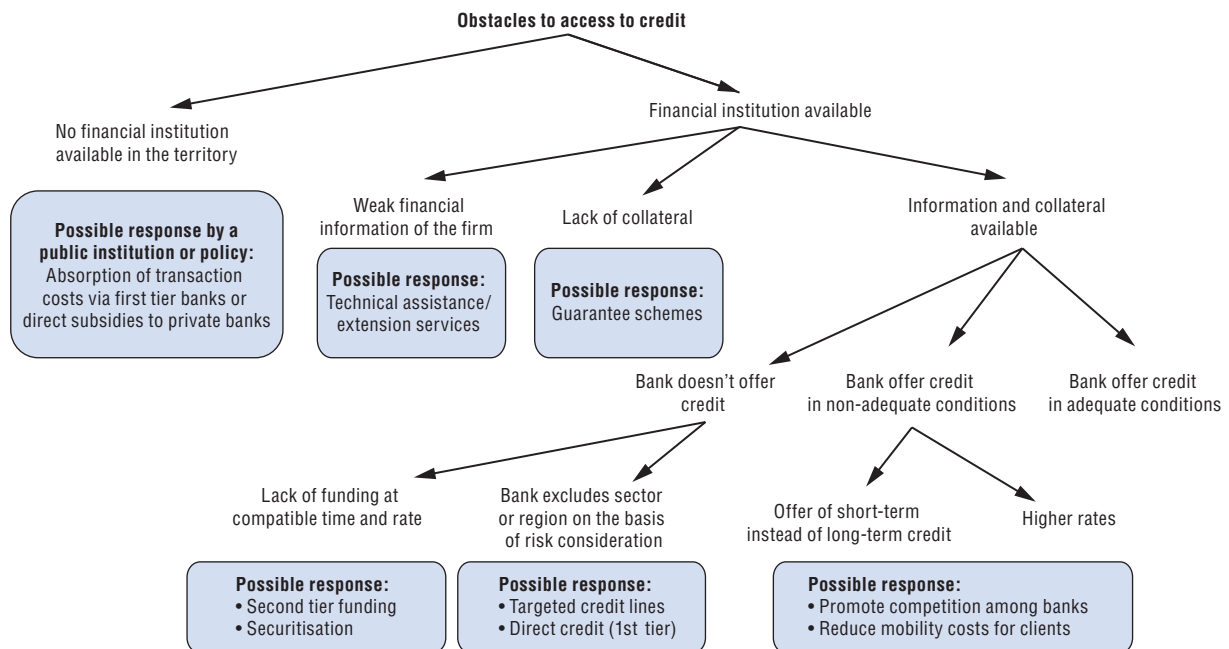 Obstacles to access to credit
Financial institution available
No financial institution
available in the territory
Possible response by a
public institution or policy:
Absorption of transaction
costs via first tier banks or
direct subsidies to private banks
Weak financial
information of the firm
Possible response:
Technical assistance/
extension services
Lack of collateral
Possible response:
Guarantee schemes
Information and collateral
available
Bank doesn't offer
credit
Bank offer credit
in non-adequate conditions
Bank offer credit
in adequate conditions
Lack of funding at
compatible time and rate
Possible response:
• Second tier funding
• Securitisation
Bank excludes sector
or region on the basis
of risk consideration
Possible response:
• Targeted credit lines
• Direct credit (1st tier)
Offer of short-term
instead of long-term credit
Higher rates
Possible response:
• Promote competition among banks
• Reduce mobility costs for clients